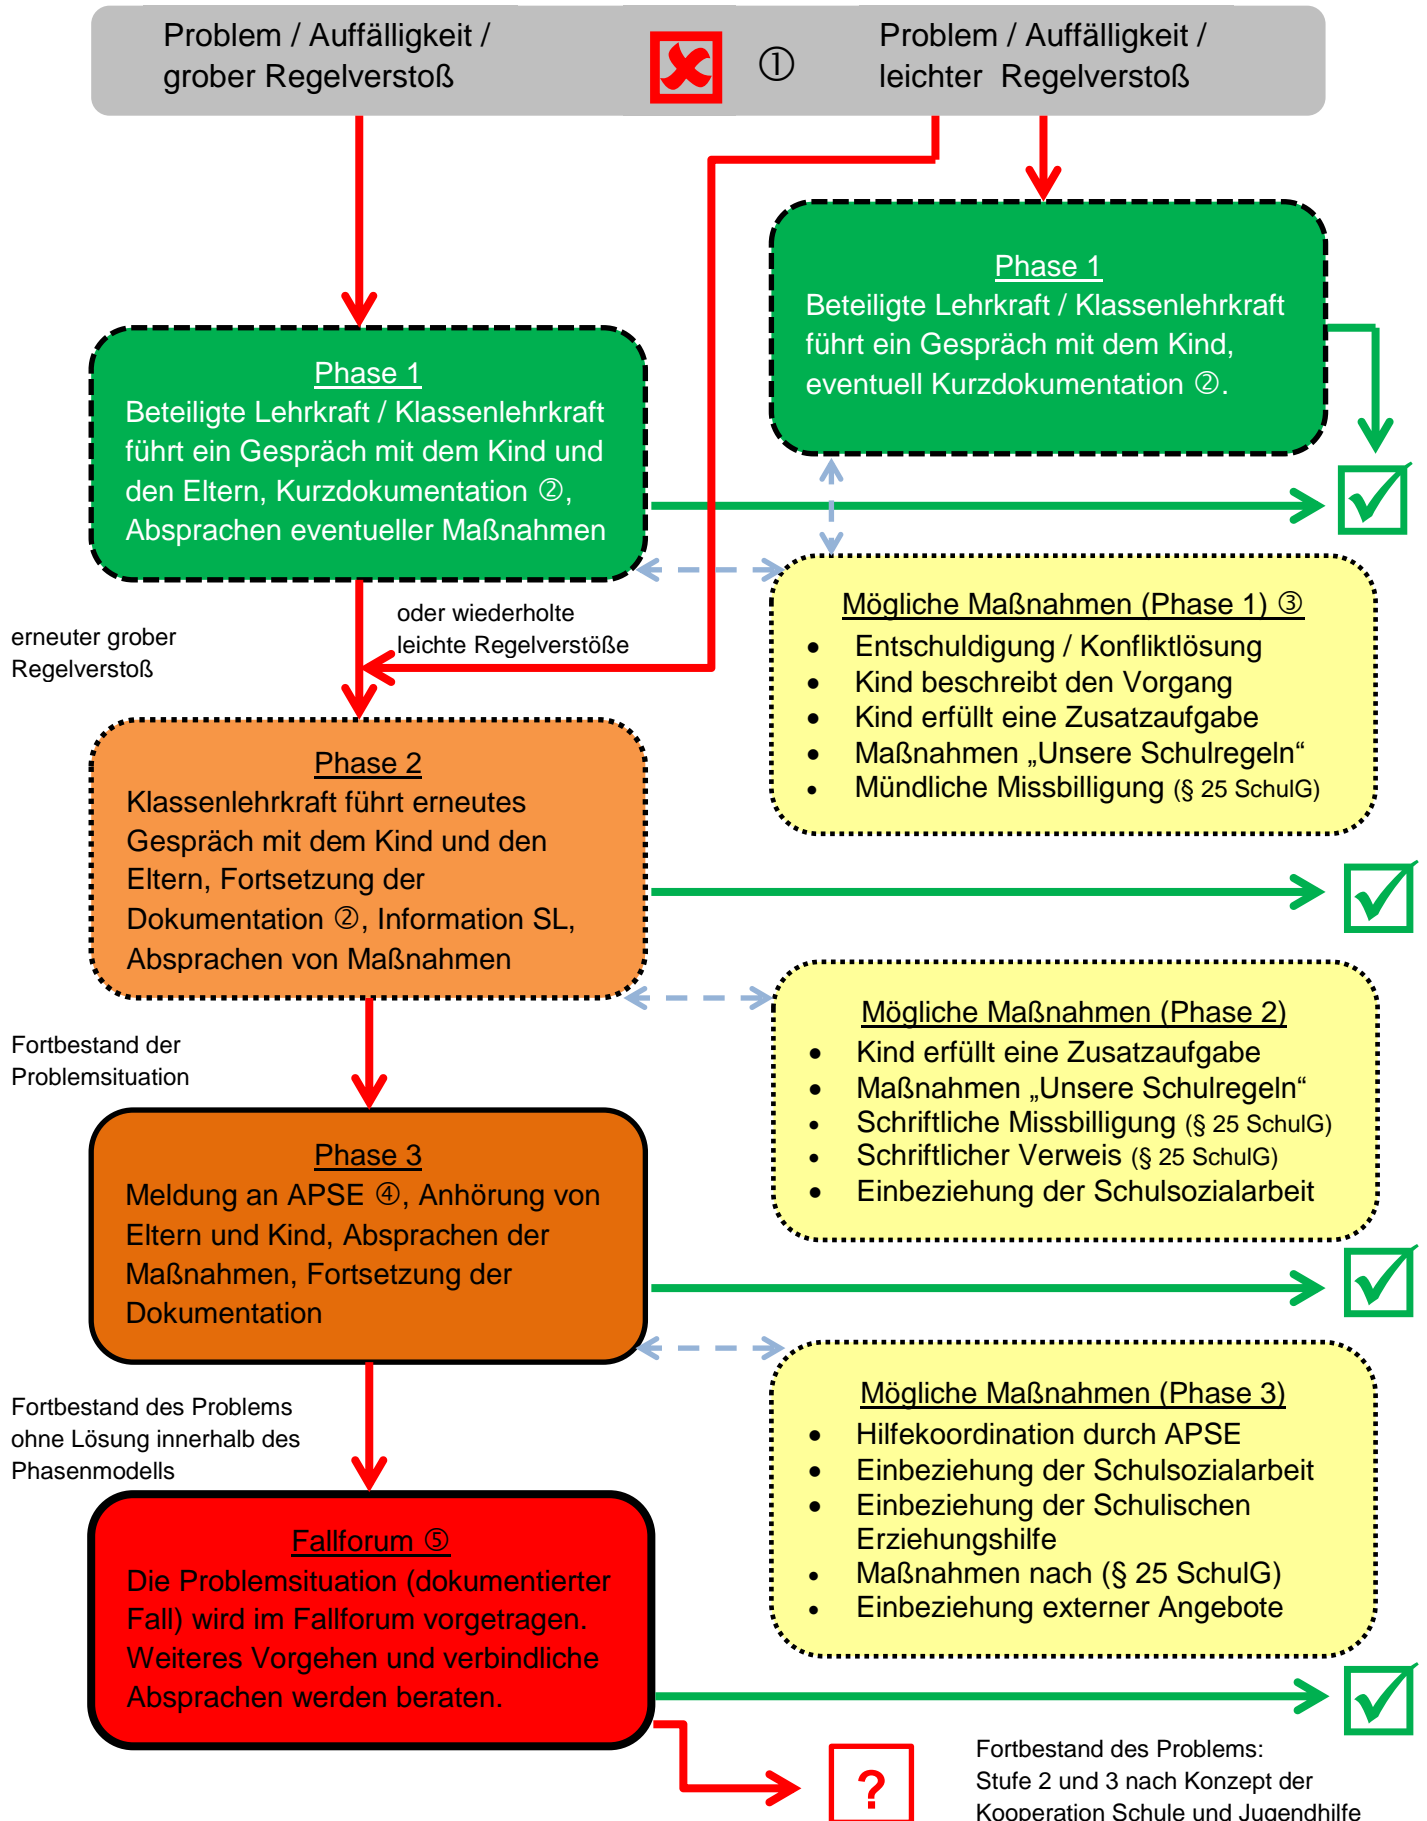 Problem / Auffälligkeit /
grober Regelverstoß
①
Problem / Auffälligkeit /
leichter Regelverstoß
Phase 1
Beteiligte Lehrkraft / Klassenlehrkraft
führt ein Gespräch mit dem Kind,
eventuell Kurzdokumentation ②.
Phase 1
Beteiligte Lehrkraft / Klassenlehrkraft
führt ein Gespräch mit dem Kind und
den Eltern, Kurzdokumentation ②,
Absprachen eventueller Maßnahmen
erneuter grober
Regelverstoß
oder wiederholte
leichte Regelverstöße
Mögliche Maßnahmen (Phase 1) ③
• Entschuldigung / Konfliktlösung
• Kind beschreibt den Vorgang
• Kind erfüllt eine Zusatzaufgabe
• Maßnahmen „Unsere Schulregeln“
• Mündliche Missbilligung (§ 25 SchulG)
Phase 2
Klassenlehrkraft führt erneutes
Gespräch mit dem Kind und den
Eltern, Fortsetzung der
Dokumentation ②, Information SL,
Absprachen von Maßnahmen
Fortbestand der
Problemsituation
Mögliche Maßnahmen (Phase 2)
• Kind erfüllt eine Zusatzaufgabe
• Maßnahmen „Unsere Schulregeln“
• Schriftliche Missbilligung (§ 25 SchulG)
• Schriftlicher Verweis (§ 25 SchulG)
• Einbeziehung der Schulsozialarbeit
Phase 3
Meldung an APSE ④, Anhörung von
Eltern und Kind, Absprachen der
Maßnahmen, Fortsetzung der
Dokumentation
Fortbestand des Problems
ohne Lösung innerhalb des
Phasenmodells
Mögliche Maßnahmen (Phase 3)
• Hilfekoordination durch APSE
• Einbeziehung der Schulsozialarbeit
• Einbeziehung der Schulischen
Erziehungshilfe
• Maßnahmen nach (§ 25 SchulG)
• Einbeziehung externer Angebote
Fallforum ⑤
Die Problemsituation (dokumentierter
Fall) wird im Fallforum vorgetragen.
Weiteres Vorgehen und verbindliche
Absprachen werden beraten.
?
Fortbestand des Problems:
Stufe 2 und 3 nach Konzept der
Kooperation Schule und Jugendhilfe